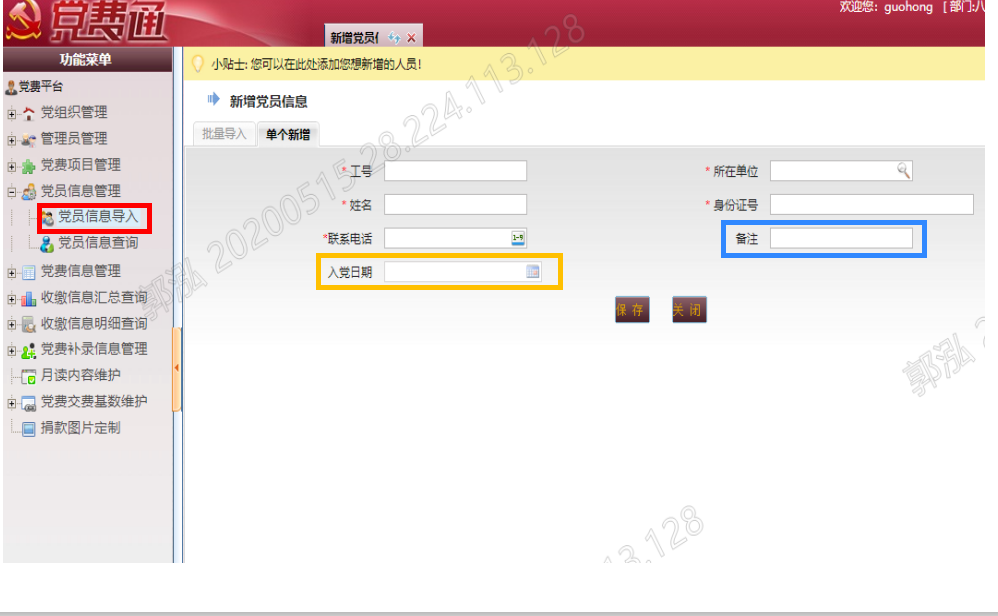 党费通
欢迎您: guohong [ 部门:八
新增党员
功能菜单
小贴士: 您可以在此处添加您想新增的人员!
党费平台
新增党员信息
党组织管理
批量导入 单个新增
管理员管理
党费项目管理
* 工号
* 所在单位
党员信息管理
党员信息导入
* 姓名
* 身份证号
党员信息查询
*联系电话
1-9
备注
党费信息管理
入党日期
收缴信息汇总查询
保 存 关 闭
收缴信息明细查询
党费补录信息管理
月读内容维护
党费交费基数维护
捐款图片定制
郭泓 20200515 28.224.113.128
郭泓 2
13.128